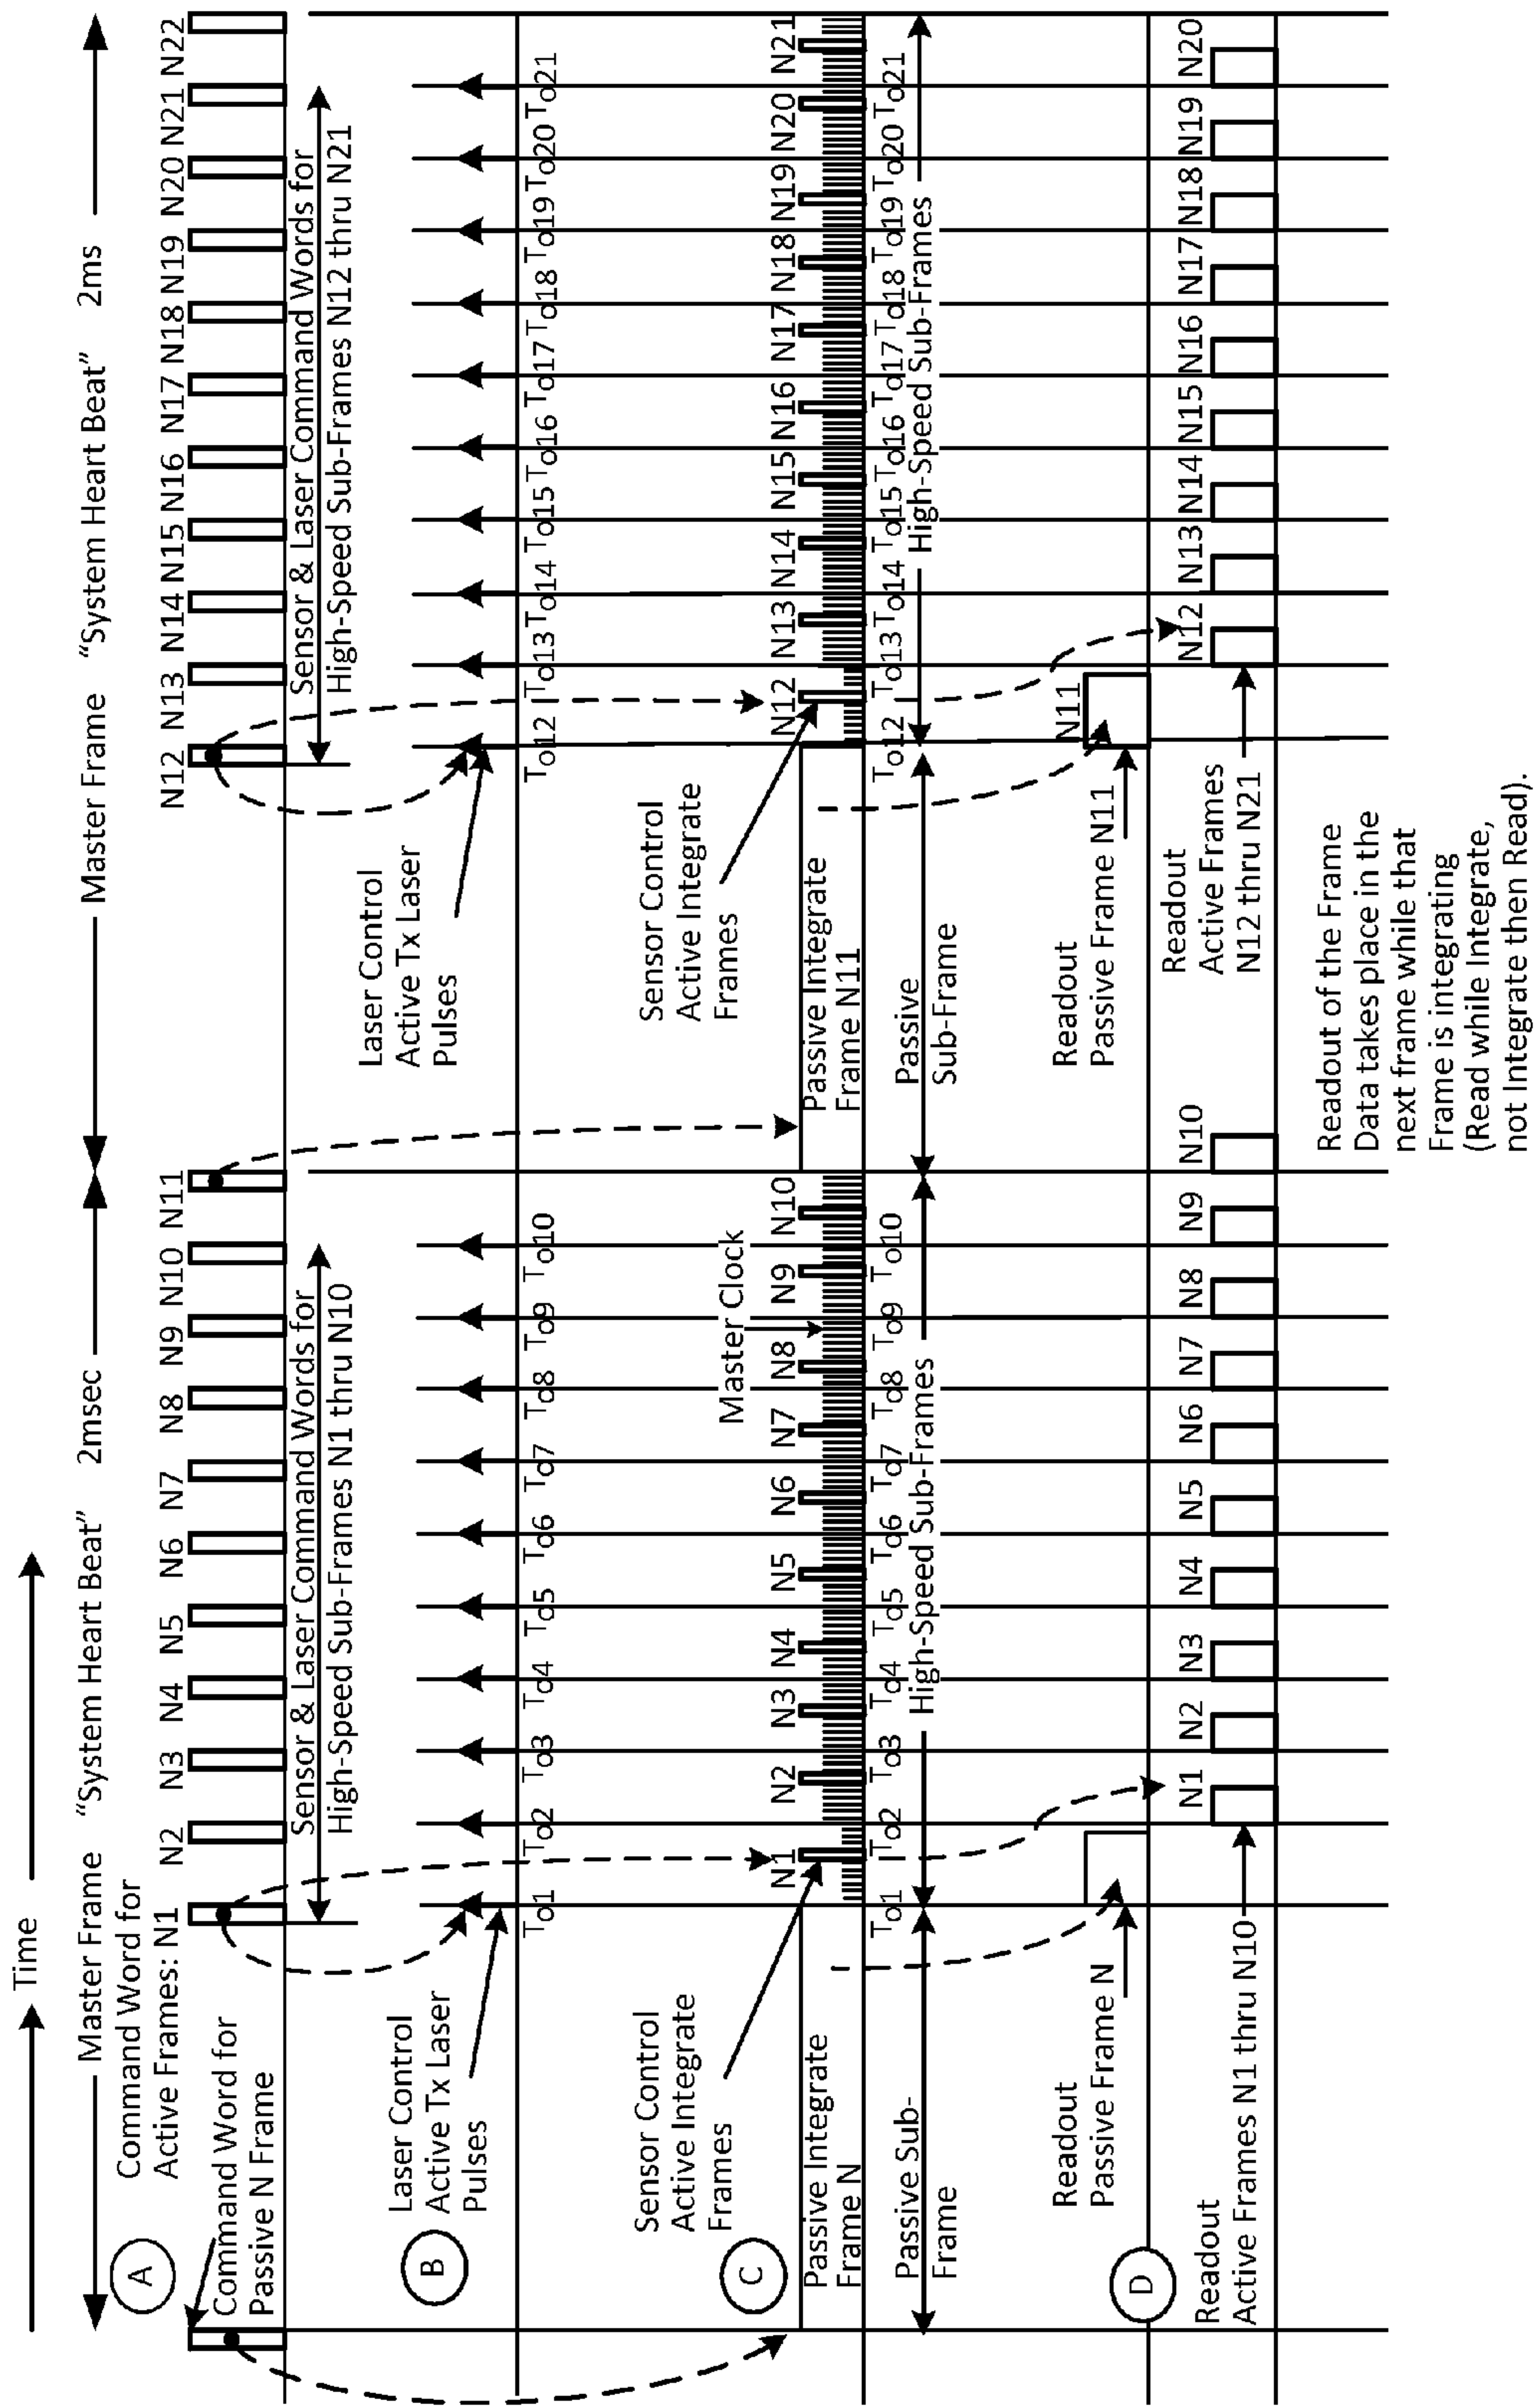 Time
Master Frame "System Heart Beat" 2msec
Master Frame "System Heart Beat" 2ms
A
Command Word for
Active Frames: N1
N2
N3
N4
N5
N6
N7
N8
N9
N10
N11
N12
N13
N14
N15
N16
N17
N18
N19
N20
N21
N22
Command Word for
Passive N Frame
Sensor & Laser Command Words for
High-Speed Sub-Frames N1 thru N10
Sensor & Laser Command Words for
High-Speed Sub-Frames N12 thru N21
B
Laser Control
Active Tx Laser
Pulses
Laser Control
Active Tx Laser
Pulses
To1
To2
To3
To4
To5
To6
To7
To8
To9
To10
To12
To13
To14
To15
To16
To17
To18
To19
To20
To21
Sensor Control
Active Integrate
Frames
Master Clock
Sensor Control
Active Integrate
Frames
C
Passive Integrate
Frame N
N1
N2
N3
N4
N5
N6
N7
N8
N9
N10
Passive Integrate
Frame N11
N12
N13
N14
N15
N16
N17
N18
N19
N20
N21
To1
To2
To3
To4
To5
To6
To7
To8
To9
To10
To12
To13
To14
To15
To16
To17
To18
To19
To20
To21
Passive Sub-
Frame
High-Speed Sub-Frames
Passive
Sub-Frame
High-Speed Sub-Frames
D
Readout
Passive Frame N
Readout
Passive Frame N11
N11
Readout
Active Frames N1 thru N10
N1
N2
N3
N4
N5
N6
N7
N8
N9
N10
Readout
Active Frames
N12 thru N21
N12
N13
N14
N15
N16
N17
N18
N19
N20
Readout of the Frame
Data takes place in the
next frame while that
Frame is integrating
(Read while Integrate,
not Integrate then Read).